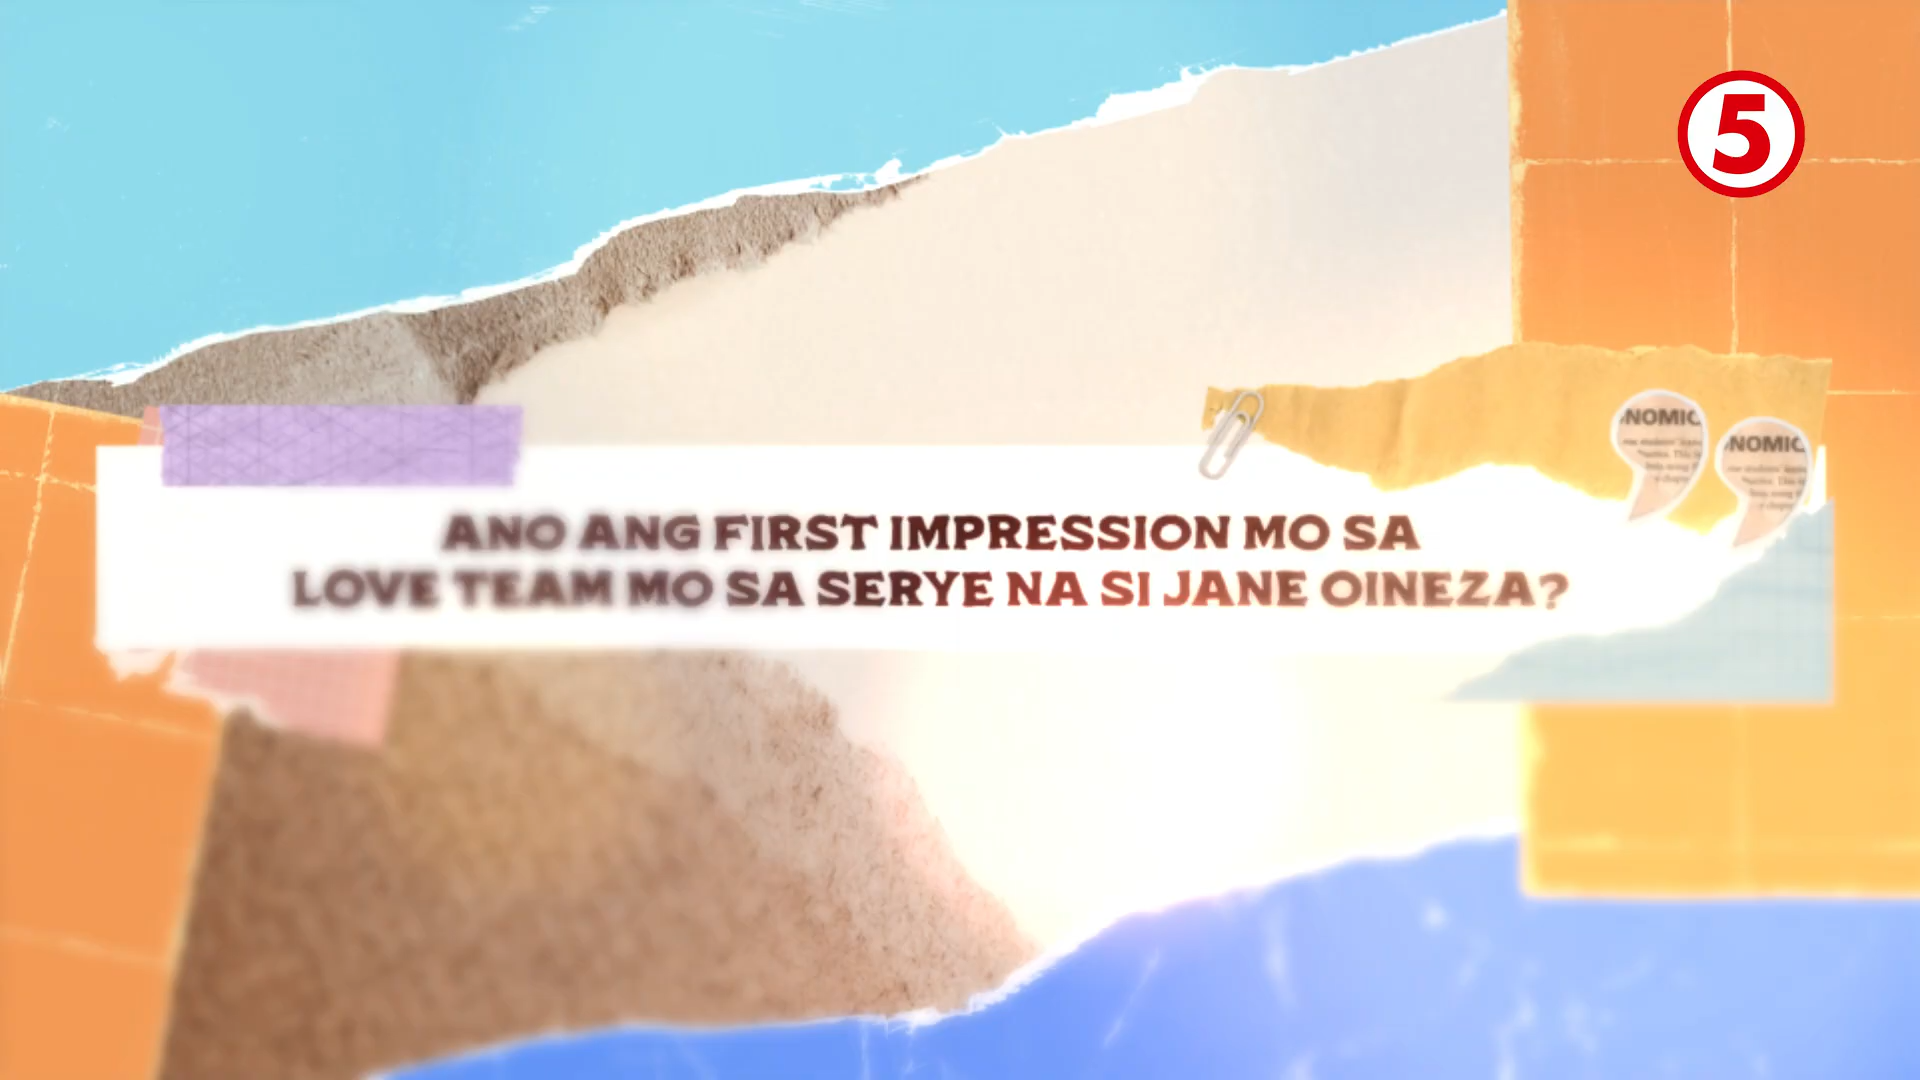 5
NOMIC
NOMIC
ANO ANG FIRST IMPRESSION MO SA
LOVE TEAM MO SA SERYE NA SI JANE OINEZA?